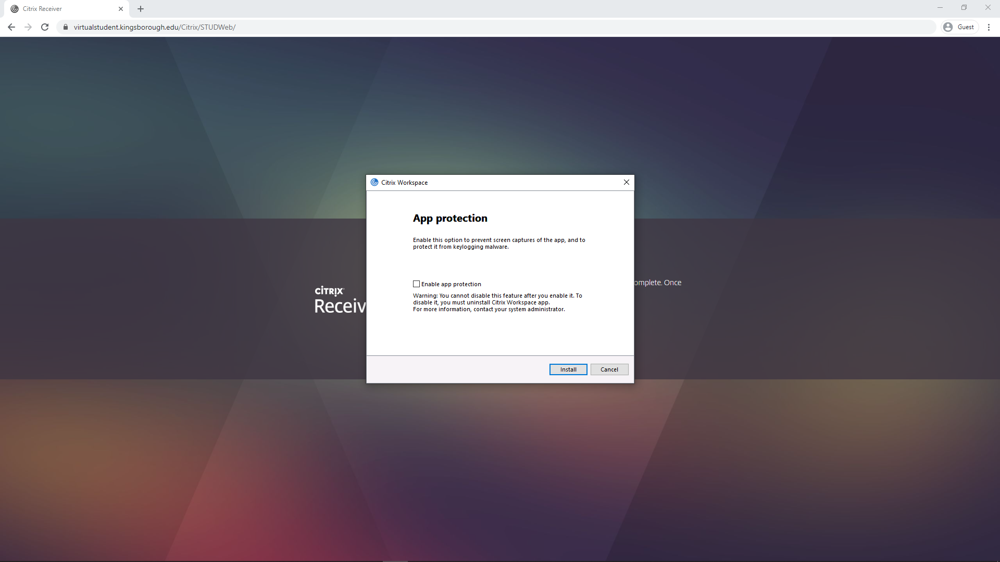 Citrix Receiver
virtualstudent.kingsborough.edu/Citrix/STUDWeb/
Guest
Citrix Workspace
App protection
Enable this option to prevent screen captures of the app, and to
protect it from keylogging malware.
Enable app protection
Warning: You cannot disable this feature after you enable it. To
disable it, you must uninstall Citrix Workspace app.
For more information, contact your system administrator.
Install
Cancel
CITRIX
Receiv
omplete. Once